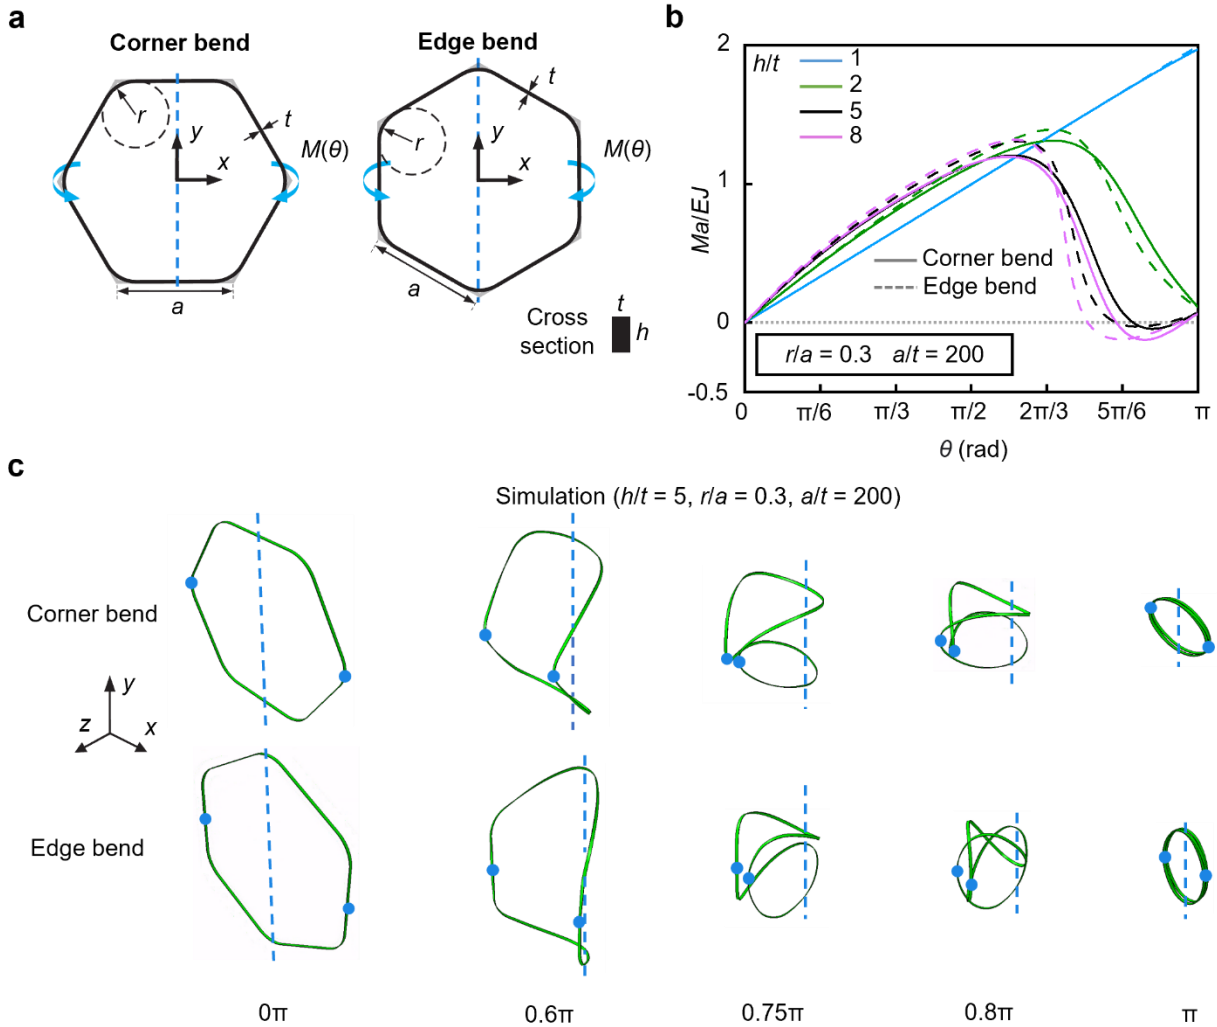 a
Corner bend
Edge bend
r
t
y
x
M(θ)
a
r
t
y
x
M(θ)
a
Cross
section
t
h
b
2
1
0
-0.5
Ma/EJ
h/t
1
2
5
8
Corner bend
Edge bend
r/a = 0.3 a/t = 200
0
π/6
π/3
π/2
2π/3
5π/6
π
θ (rad)
c
Simulation (h/t = 5, r/a = 0.3, a/t = 200)
Corner bend
y
z
x
Edge bend
0π
0.6π
0.75π
0.8π
π